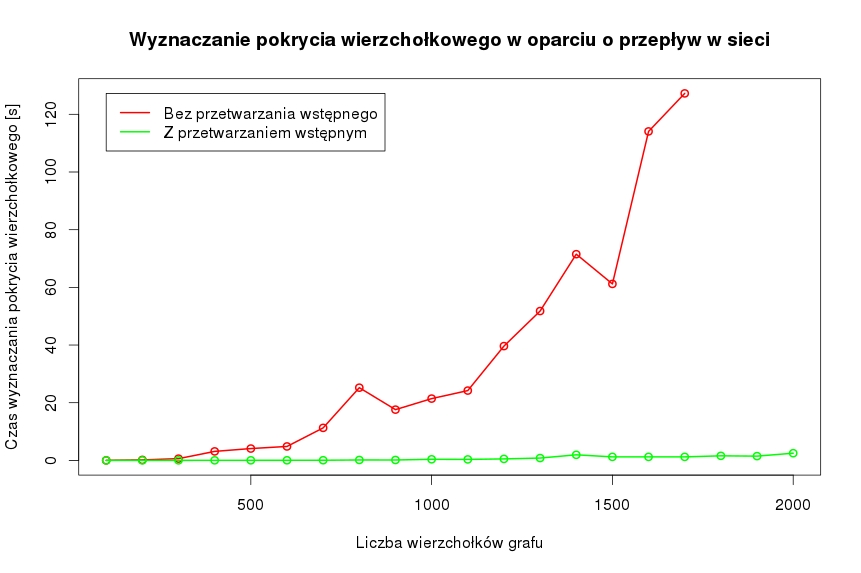 Wyznaczanie pokrycia wierzchołkowego w oparciu o przepływ w sieci
Czas wyznaczania pokrycia wierzchołkowego [s]
120
100
80
60
40
20
0
Bez przetwarzania wstępnego
Z przetwarzaniem wstępnym
500
1000
1500
2000
Liczba wierzchołków grafu